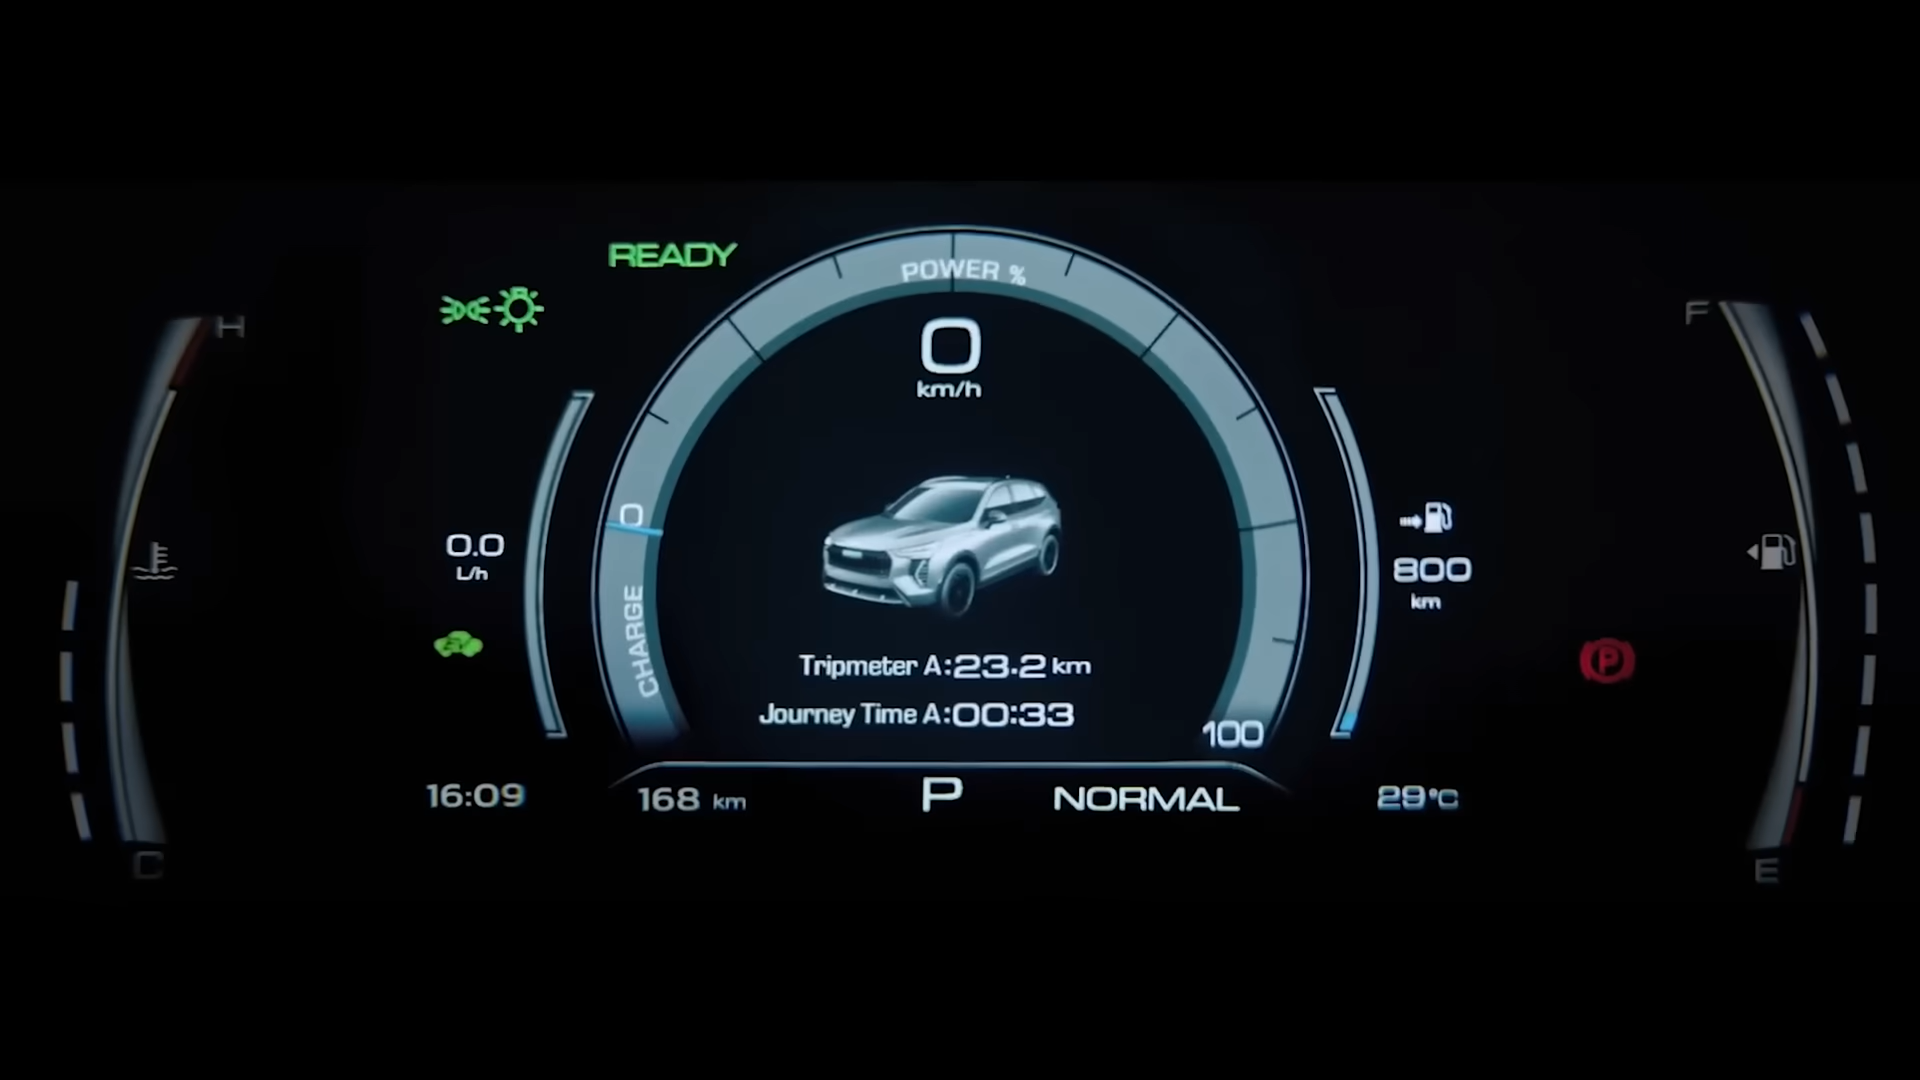 READY
POWER %
H
F
0
km/h
0
0.0
L/h
800
km
CHARGE
P
Tripmeter A:23.2 km
Journey Time A:00:33
100
16:09
168 km
P
NORMAL
29°C
C
E